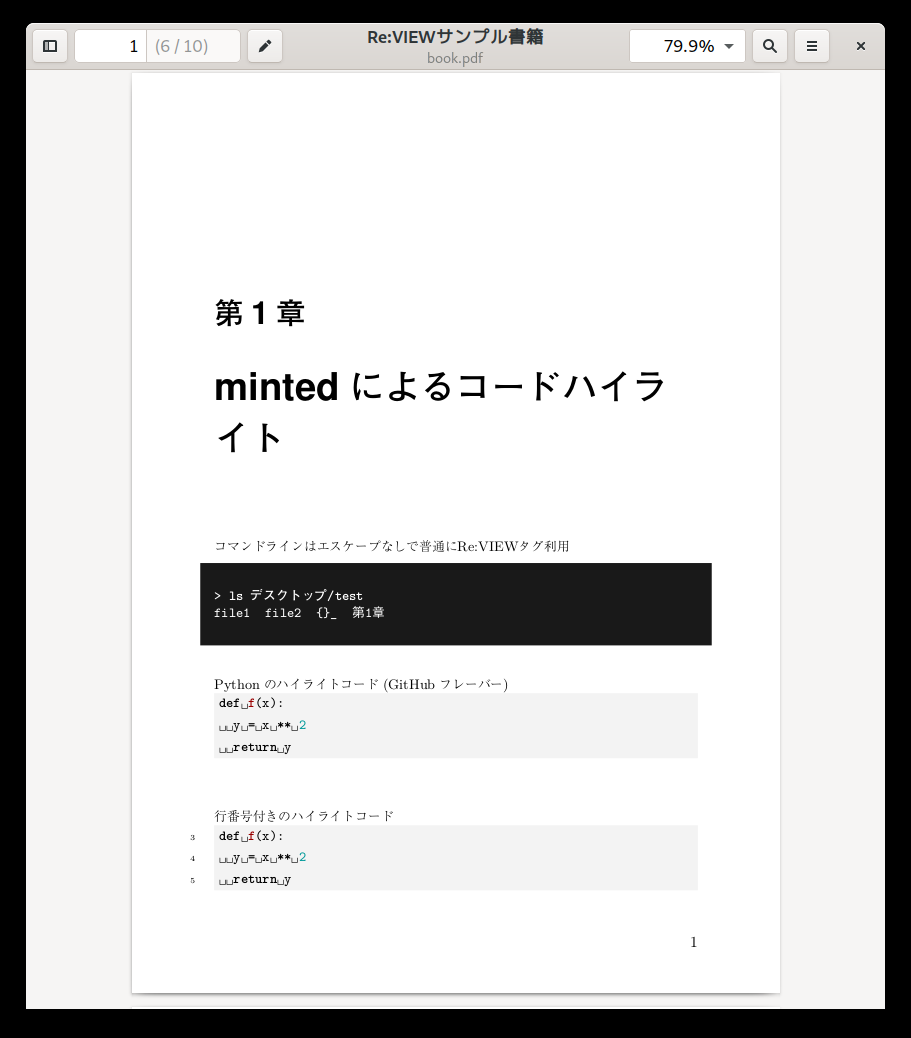 1 (6 / 10) Re:VIEWサンプル書籍 79.9%
book.pdf
第 1 章
minted によるコードハイラ
イト
コマンドラインはエスケープなしで普通にRe:VIEWタグ利用
> ls デスクトップ/test
file1 file2 {}_ 第1章
Python のハイライトコード (GitHub フレーバー)
def␣f(x):
␣␣y␣=␣x␣**␣2
␣␣return␣y
行番号付きのハイライトコード
3 def␣f(x):
4 ␣␣y␣=␣x␣**␣2
5 ␣␣return␣y
1